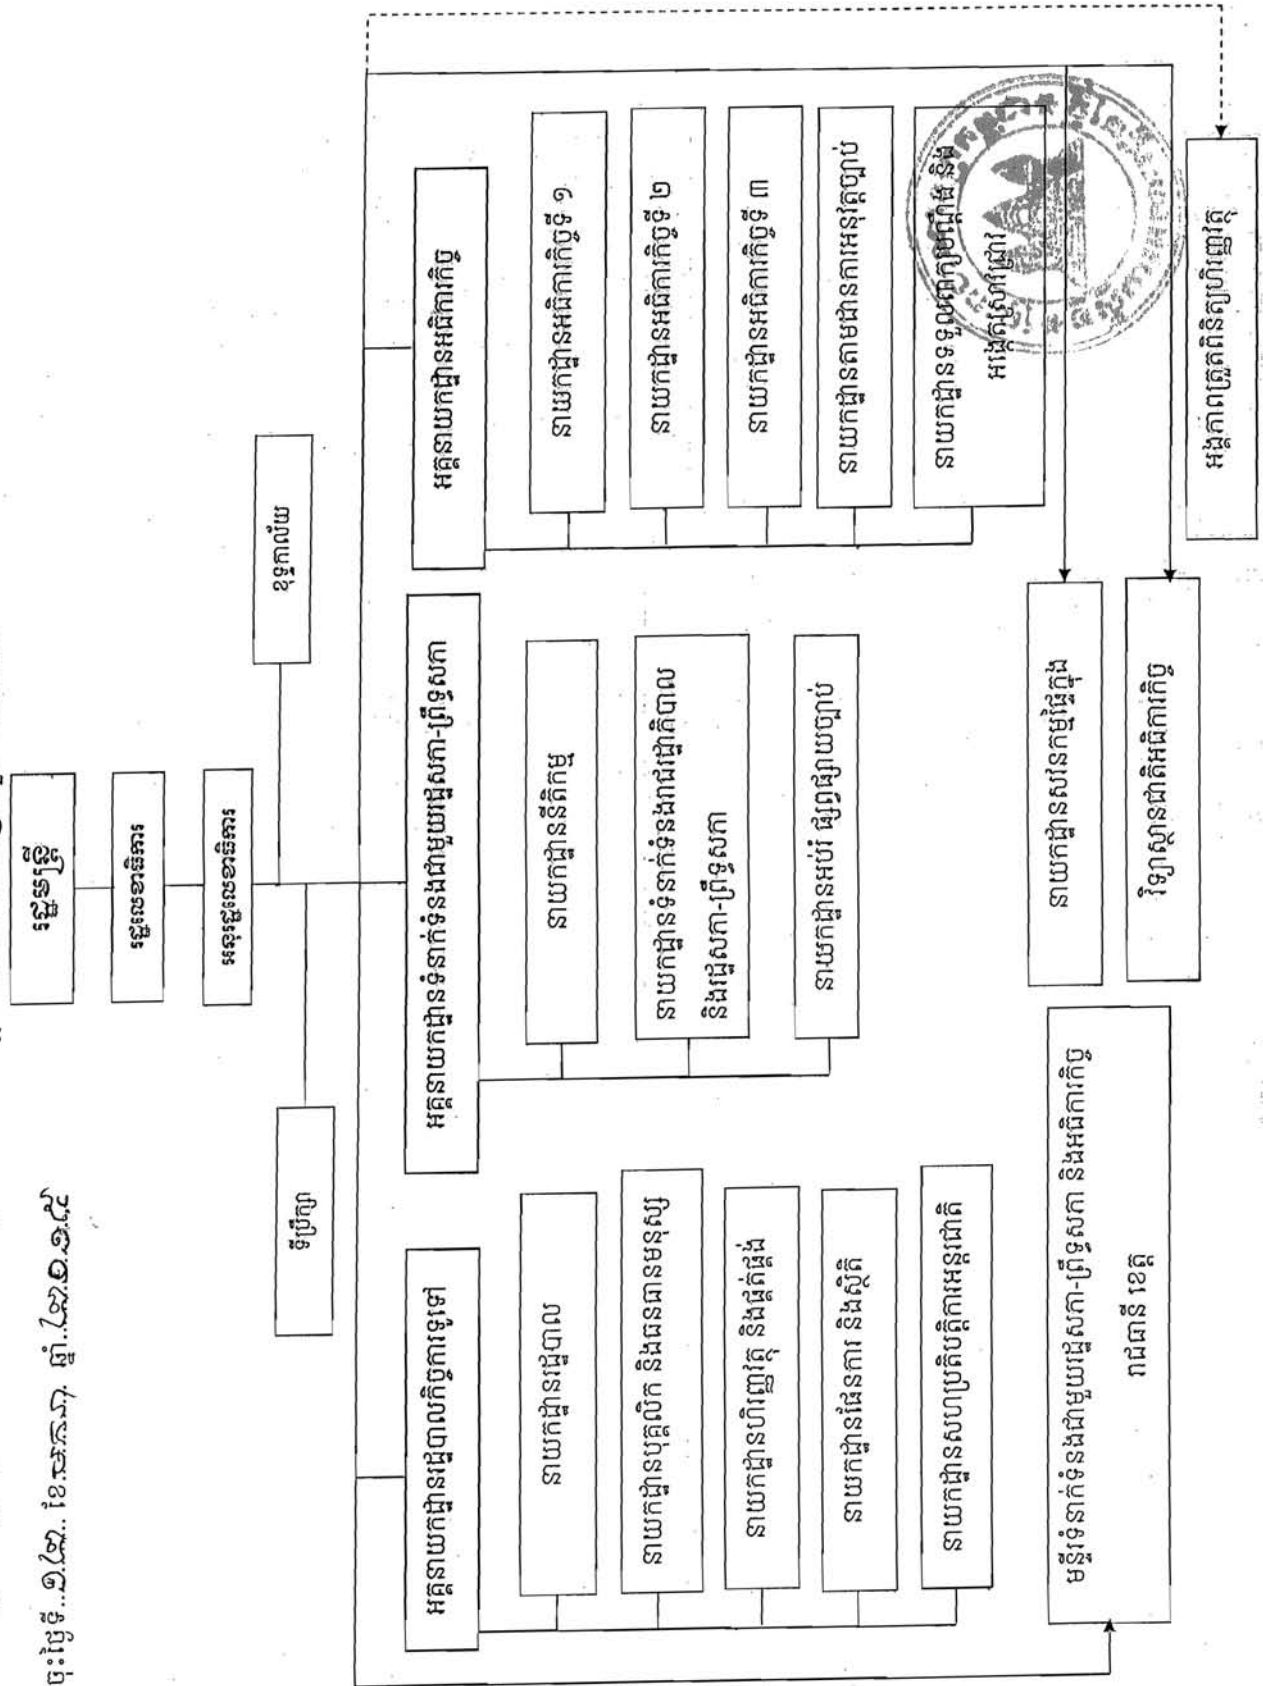 ចុះថ្ងៃទី..២៤.. ខែមករា ឆ្នាំ..២០១៤
រដ្ឋមន្ត្រី
រដ្ឋលេខាធិការ
អនុរដ្ឋលេខាធិការ
ទីប្រឹក្សា
ខុទ្ទកាល័យ
អគ្គនាយកដ្ឋានរដ្ឋបាលកិច្ចការទូទៅ
នាយកដ្ឋានរដ្ឋបាល
នាយកដ្ឋានបុគ្គលិក និងធនធានមនុស្ស
នាយកដ្ឋានហិរញ្ញវត្ថុ និងផ្គត់ផ្គង់
នាយកដ្ឋានផែនការ និងស្ថិតិ
នាយកដ្ឋានសហប្រតិបត្តិការអន្តរជាតិ
អគ្គនាយកដ្ឋានទំនាក់ទំនងជាមួយរដ្ឋសភា-ព្រឹទ្ធសភា
នាយកដ្ឋាននីតិកម្ម
នាយកដ្ឋានទំនាក់ទំនងរាជរដ្ឋាភិបាល
និងរដ្ឋសភា-ព្រឹទ្ធសភា
នាយកដ្ឋានអប់រំ ផ្សព្វផ្សាយច្បាប់
អគ្គនាយកដ្ឋានអធិការកិច្ច
នាយកដ្ឋានអធិការកិច្ចទី ១
នាយកដ្ឋានអធិការកិច្ចទី ២
នាយកដ្ឋានអធិការកិច្ចទី ៣
នាយកដ្ឋានតាមដានការអនុវត្តច្បាប់
នាយកដ្ឋានទទួលពាក្យបណ្តឹង និង
អង្កេតស្រាវជ្រាវ
មន្ទីរទំនាក់ទំនងជាមួយរដ្ឋសភា-ព្រឹទ្ធសភា និងអធិការកិច្ច
រាជធានី ខេត្ត
នាយកដ្ឋានសវនកម្មផ្ទៃក្នុង
វិទ្យាស្ថានជាតិអធិការកិច្ច
អង្គភាពត្រួតពិនិត្យហិរញ្ញវត្ថុ